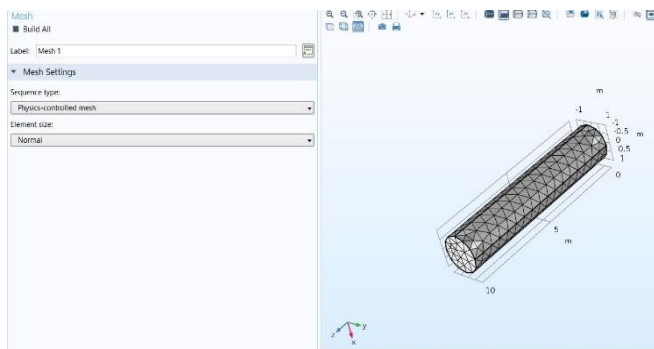 Mesh
Build All
Label: Mesh 1
Mesh Settings
Sequence type:
Physics-controlled mesh
Element size:
Normal
m
-1
1
-1
-0.5
m
0
0.5
1
0
5
m
10
y
z
x